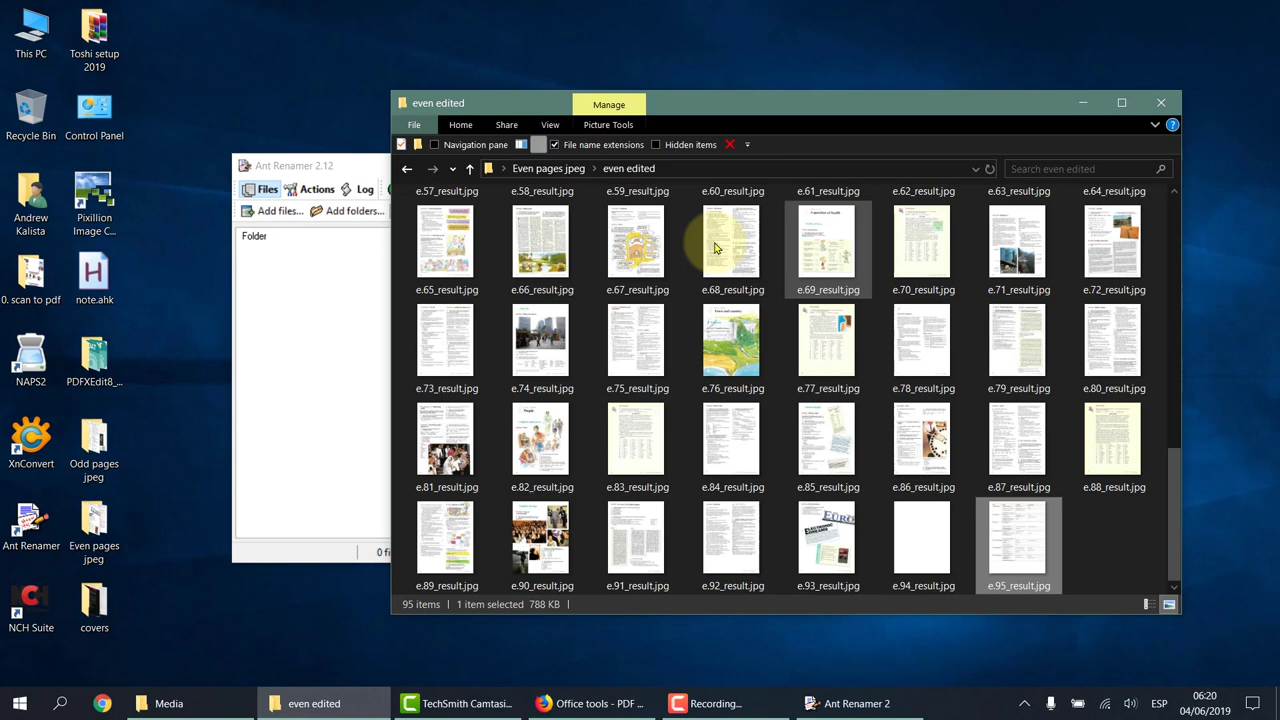 This PC
Toshi setup
2019
Recycle Bin
Control Panel
Andrew
Kalista
Pixillion
Image C...
0. scan to pdf
note.ahk
NAPS2
PDFXEdit8_...
XnConvert
Odd pages
jpeg
Ant Renamer
Even pages
jpeg
NCH Suite
covers
Ant Renamer 2.12
Files
Actions
Log
Add files...
Add folders...
Folder
0 fi
even edited
Manage
File
Home
Share
View
Picture Tools
Navigation pane
File name extensions
Hidden items
Even pages jpeg
even edited
Search even edited
e.57_result.jpg
e.58_result.jpg
e.59_result.jpg
e.60_result.jpg
e.61_result.jpg
e.62_result.jpg
e.63_result.jpg
e.64_result.jpg
e.65_result.jpg
e.66_result.jpg
e.67_result.jpg
e.68_result.jpg
e.69_result.jpg
e.70_result.jpg
e.71_result.jpg
e.72_result.jpg
Town and country
e.73_result.jpg
e.74_result.jpg
e.75_result.jpg
e.76_result.jpg
e.77_result.jpg
e.78_result.jpg
e.79_result.jpg
e.80_result.jpg
People
e.81_result.jpg
e.82_result.jpg
e.83_result.jpg
e.84_result.jpg
e.85_result.jpg
e.86_result.jpg
e.87_result.jpg
e.88_result.jpg
e.89_result.jpg
e.90_result.jpg
e.91_result.jpg
e.92_result.jpg
e.93_result.jpg
e.94_result.jpg
e.95_result.jpg
95 items
1 item selected 788 KB
Media
even edited
TechSmith Camtasi...
Office tools - PDF ...
Recording...
Ant Renamer 2
ESP
06:20
04/06/2019